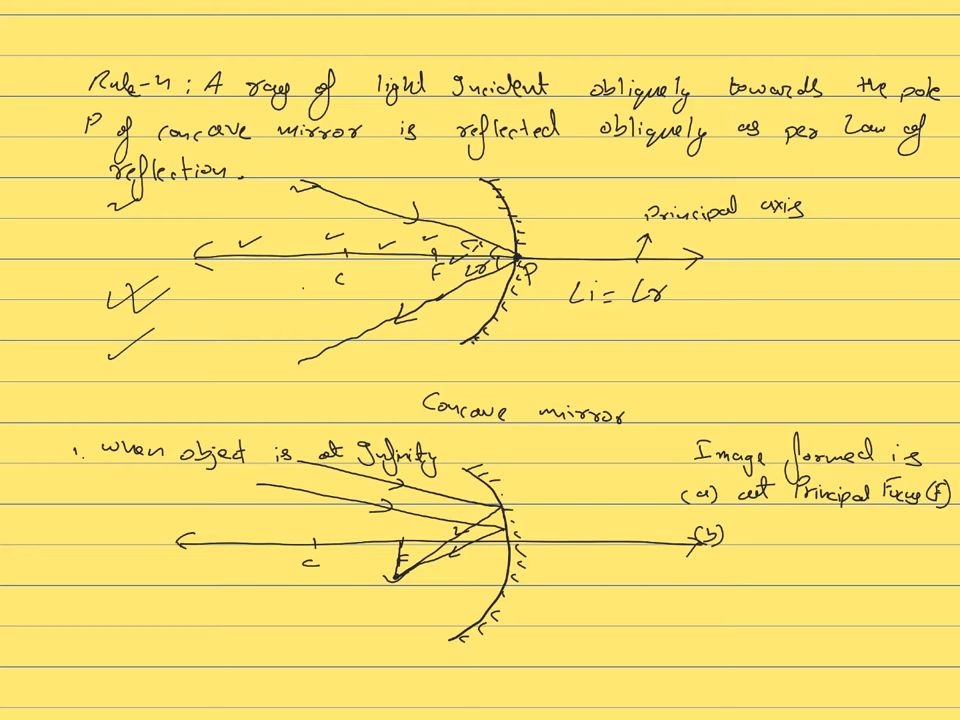 Rule-4: A ray of light Incident obliquely towards the pole
P of concave mirror is reflected obliquely as per Law of
reflection.
Principal axis
C F ∠i ∠r P
∠i = ∠r
Concave mirror
1. when object is at Infinity
Image formed is
(a) at Principal Focus (F)
(b)
C F